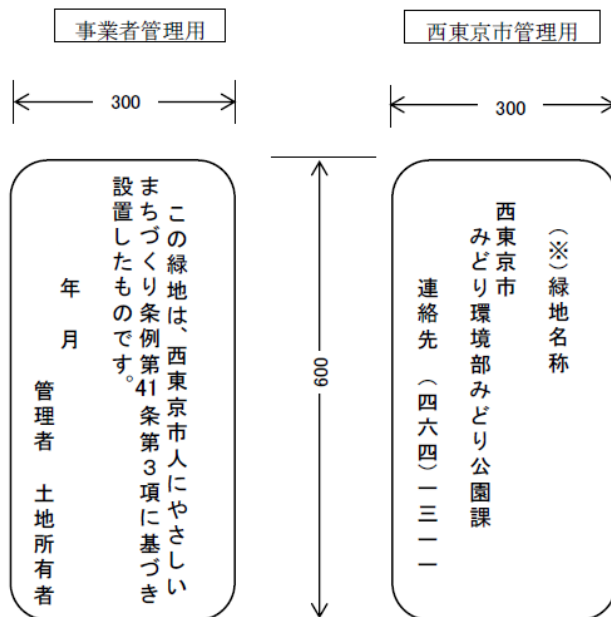 事業者管理用
300
この緑地は、西東京市人にやさしい
まちづくり条例第41条第3項に基づき
設置したものです。
年　月
管理者　土地所有者
600
西東京市管理用
300
(※)緑地名称
西東京市
みどり環境部みどり公園課
連絡先　(四六四)一三一一